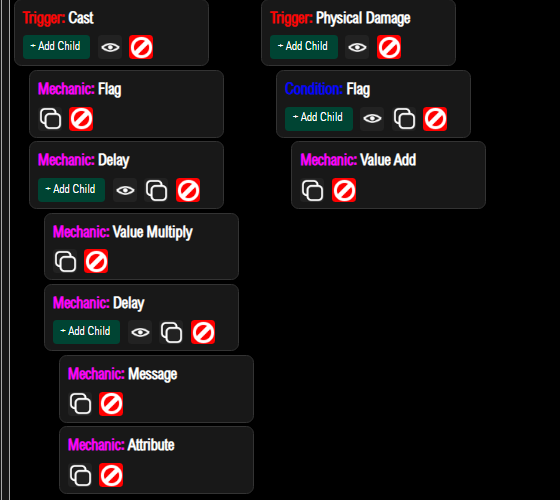 Trigger: Cast
+ Add Child
Mechanic: Flag
Mechanic: Delay
+ Add Child
Mechanic: Value Multiply
Mechanic: Delay
+ Add Child
Mechanic: Message
Mechanic: Attribute
Trigger: Physical Damage
+ Add Child
Condition: Flag
+ Add Child
Mechanic: Value Add